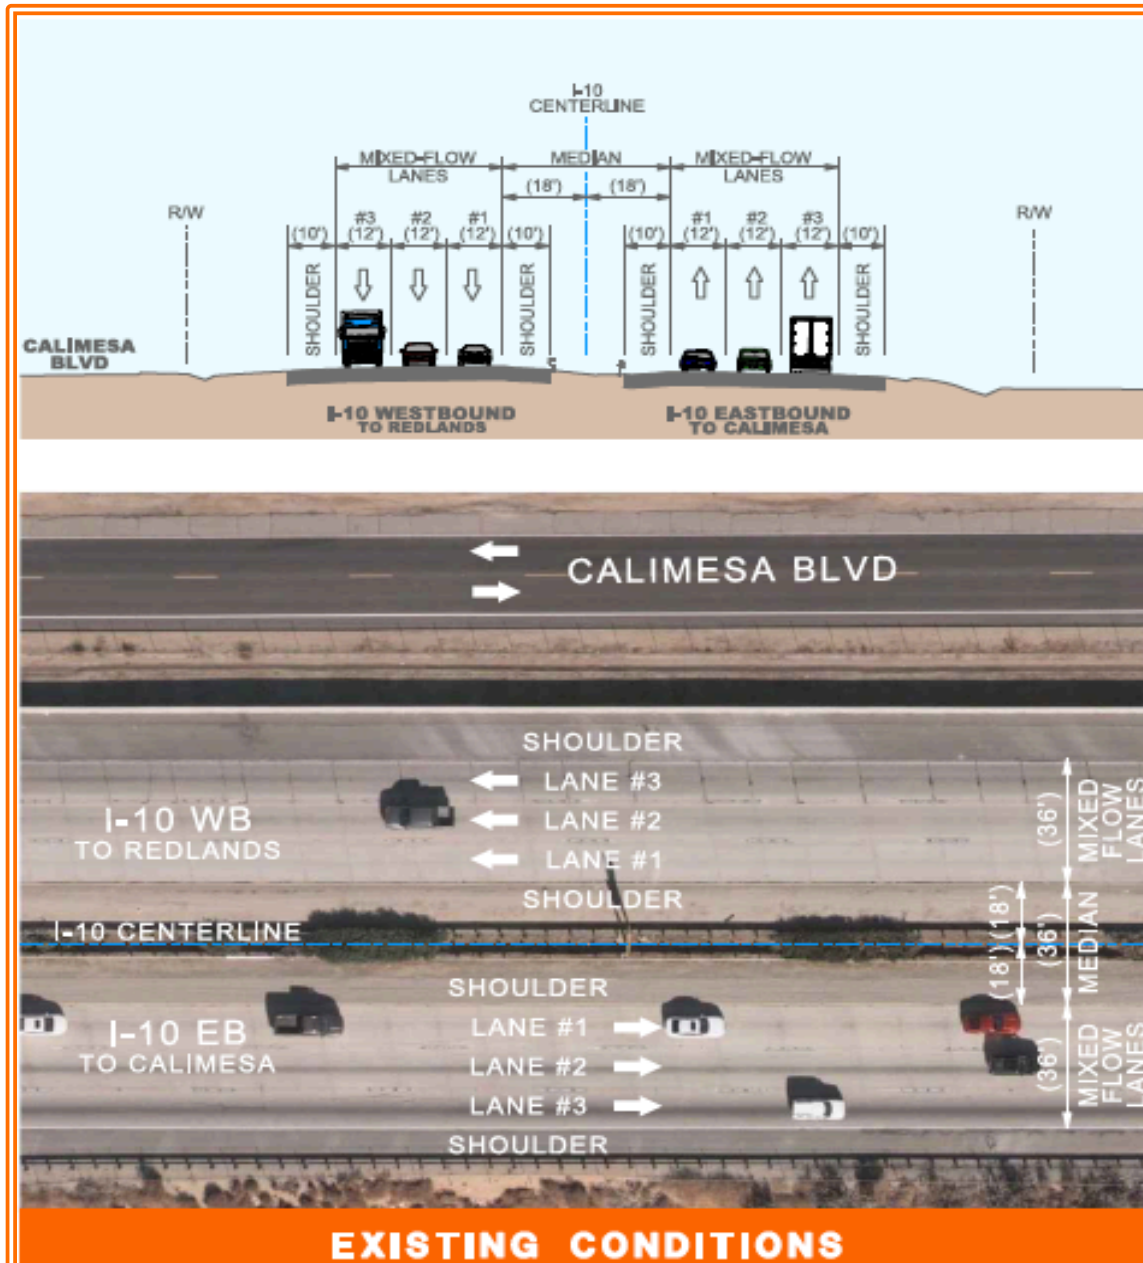 I-10
CENTERLINE
MIXED-FLOW
LANES
MEDIAN
MIXED-FLOW
LANES
(18') (18')
R/W
R/W
#3 #2 #1
#1 #2 #3
(10') (12') (12') (12') (10')
(10') (12') (12') (12') (10')
SHOULDER
SHOULDER
SHOULDER
SHOULDER
CALIMESA
BLVD
I-10 WESTBOUND
TO REDLANDS
I-10 EASTBOUND
TO CALIMESA
CALIMESA BLVD
SHOULDER
LANE #3
LANE #2
LANE #1
SHOULDER
I-10 WB
TO REDLANDS
(36')
MIXED
FLOW
LANES
I-10 CENTERLINE
(18') (18')
(36')
MEDIAN
SHOULDER
I-10 EB
TO CALIMESA
LANE #1
LANE #2
LANE #3
SHOULDER
(36')
MIXED
FLOW
LANES
EXISTING CONDITIONS